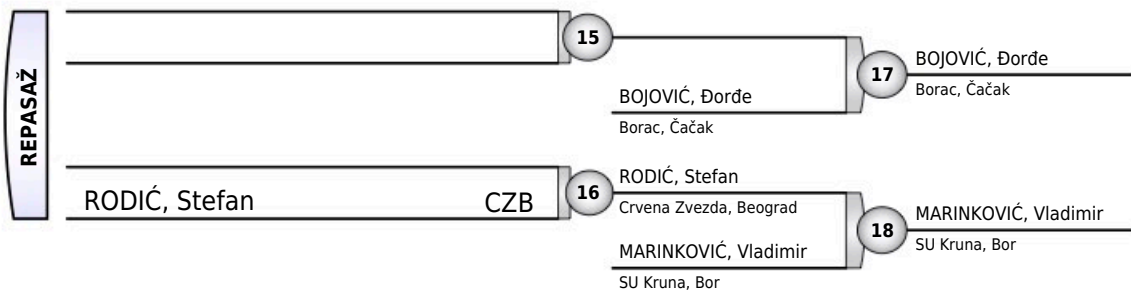 REPASAŽ
15
BOJOVIĆ, Đorđe
Borac, Čačak
17
BOJOVIĆ, Đorđe
Borac, Čačak
RODIĆ, Stefan CZB
16
RODIĆ, Stefan
Crvena Zvezda, Beograd
MARINKOVIĆ, Vladimir
SU Kruna, Bor
18
MARINKOVIĆ, Vladimir
SU Kruna, Bor